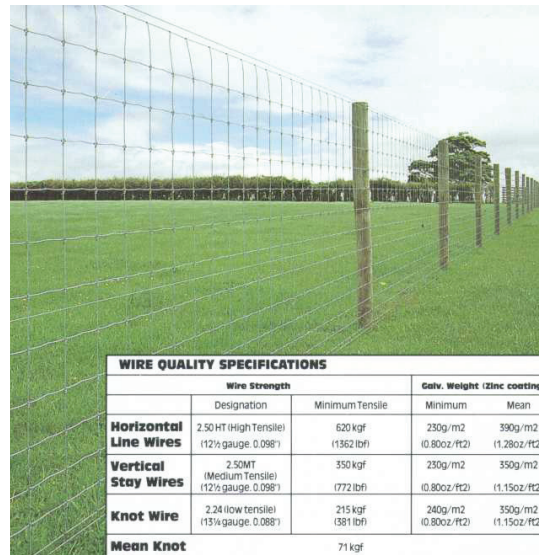 WIRE QUALITY SPECIFICATIONS
Wire Strength Galv. Weight (Zinc coating
Designation Minimum Tensile Minimum Mean
Horizontal Line Wires
2.50 HT (High Tensile) 620 kgf 230g/m2 390g/m2
(12½ gauge. 0.098") (1362 lbf) (0.80oz/ft2) (1.28oz/ft2)
Vertical Stay Wires
2.50MT 350 kgf 230g/m2 350g/m2
(Medium Tensile)
(12½ gauge. 0.098") (772 lbf) (0.80oz/ft2) (1.15oz/ft2)
Knot Wire
2.24 (low tensile) 215 kgf 240g/m2 350g/m2
(13¼ gauge. 0.088") (381 lbf) (0.80oz/ft2) (1.15oz/ft2)
Mean Knot 71 kgf